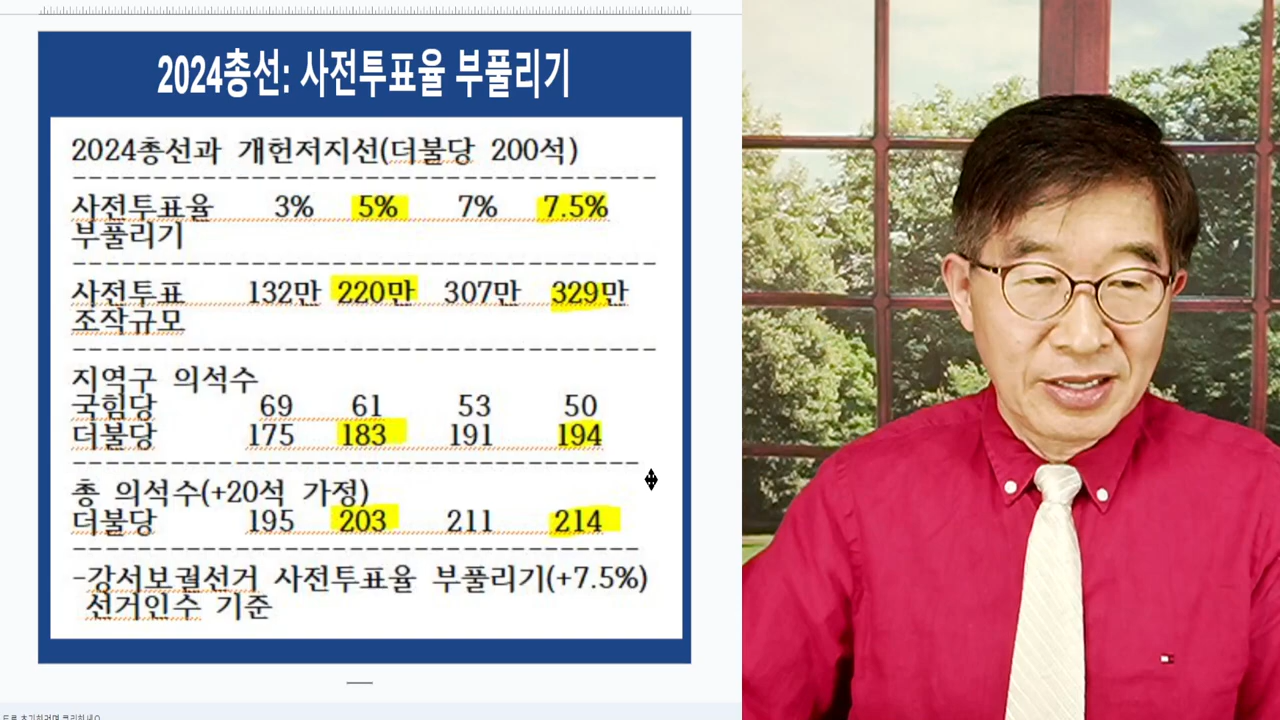 2024총선: 사전투표율 부풀리기
2024총선과 개헌저지선(더불당 200석)
사전투표율 3% 5% 7% 7.5%
부풀리기
사전투표 132만 220만 307만 329만
조작규모
지역구 의석수
국힘당 69 61 53 50
더불당 175 183 191 194
총 의석수(+20석 가정)
더불당 195 203 211 214
-강서보궐선거 사전투표율 부풀리기(+7.5%)
선거인수 기준